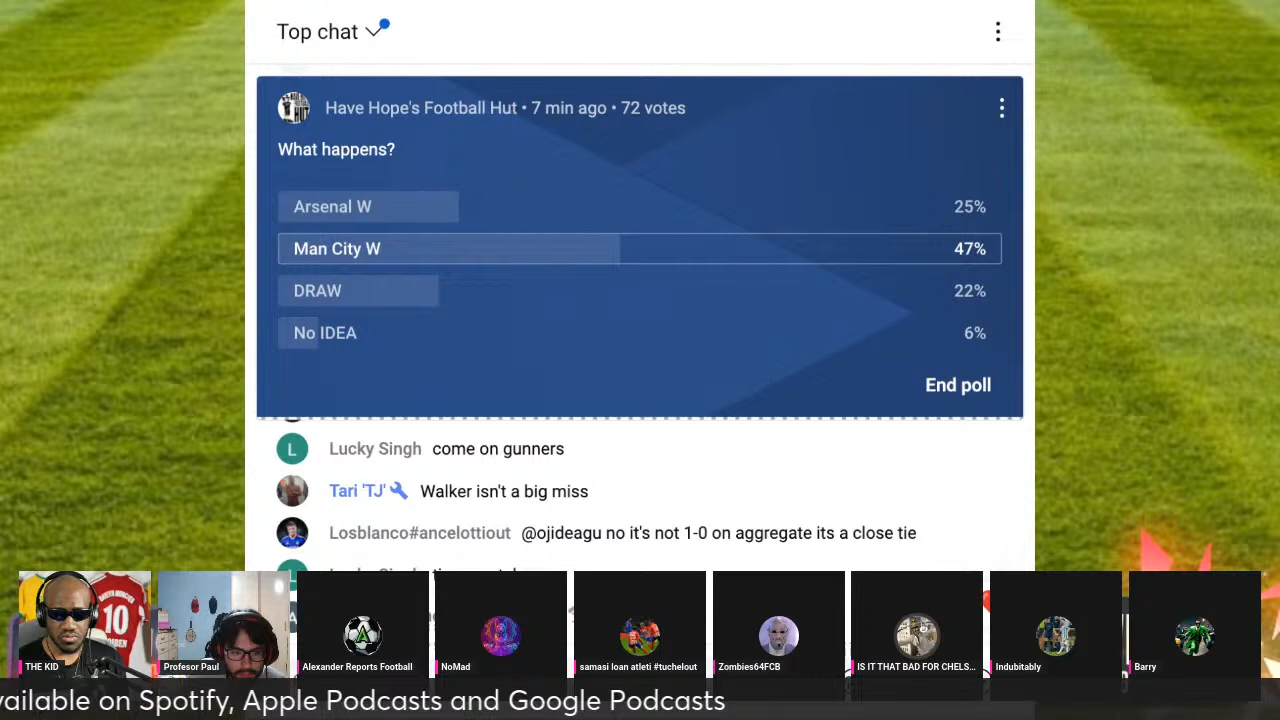 Top chat
Have Hope's Football Hut • 7 min ago • 72 votes
What happens?
Arsenal W 25%
Man City W 47%
DRAW 22%
No IDEA 6%
End poll
L Lucky Singh come on gunners
Tari 'TJ' Walker isn't a big miss
Losblanco#ancelottiout @ojideagu no it's not 1-0 on aggregate its a close tie
10
THE KID
Profesor Paul
Alexander Reports Football
NoMad
samasi loan atleti #tuchelout
Zombies64FCB
IS IT THAT BAD FOR CHELS...
Indubitably
Barry
vailable on Spotify, Apple Podcasts and Google Podcasts